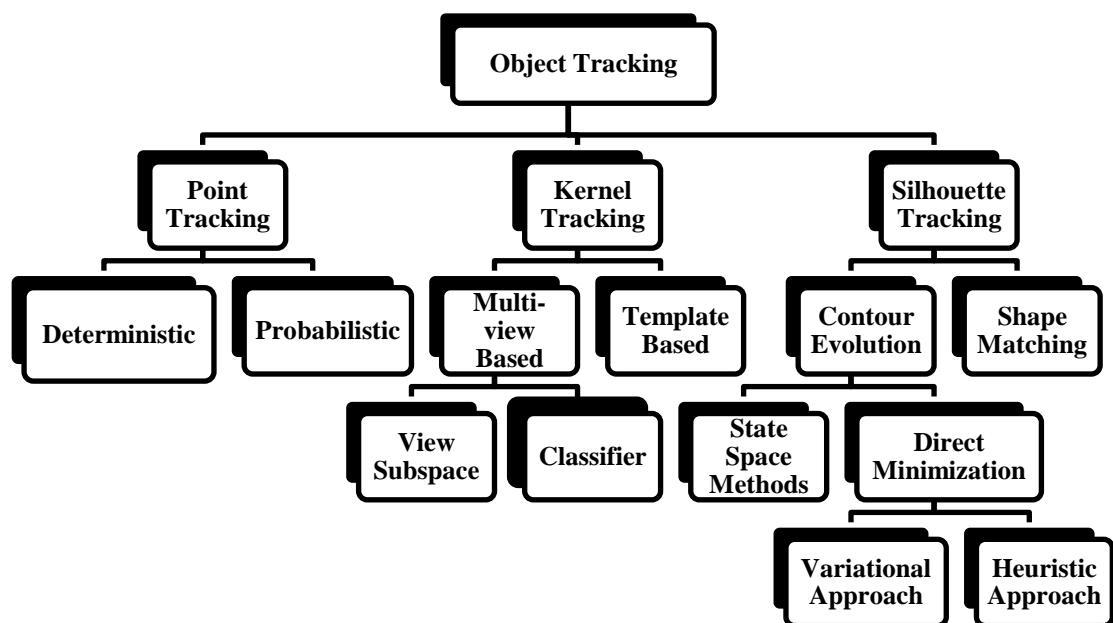 Object Tracking
Point
Tracking
Kernel
Tracking
Silhouette
Tracking
Deterministic
Probabilistic
Multi-
view
Based
Template
Based
Contour
Evolution
Shape
Matching
View
Subspace
Classifier
State
Space
Methods
Direct
Minimization
Variational
Approach
Heuristic
Approach